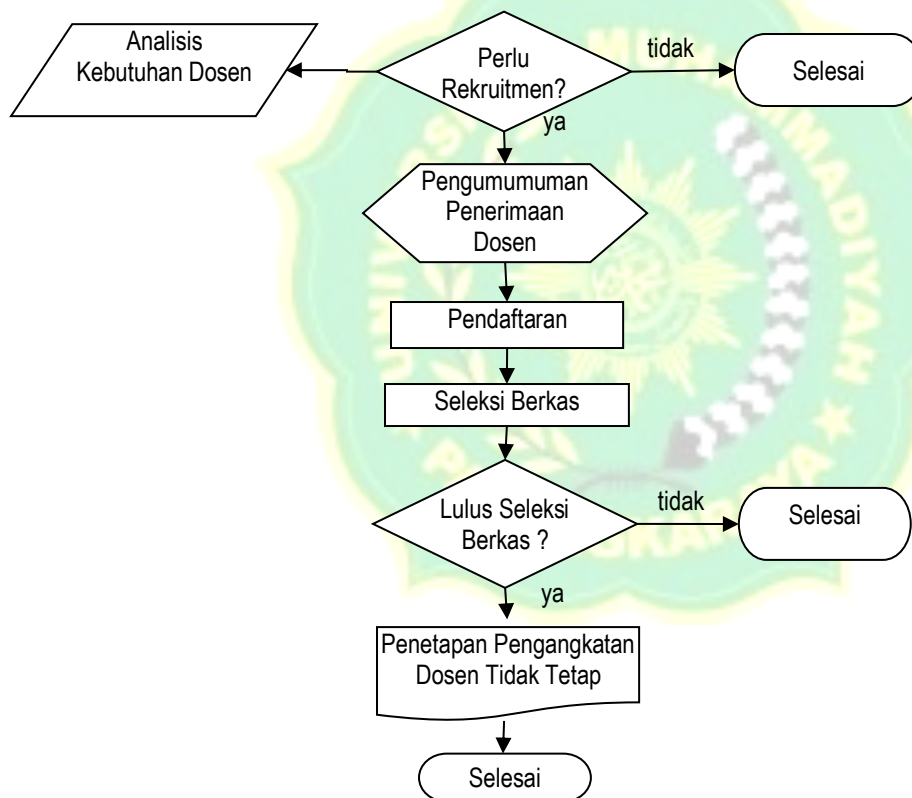 Analisis
Kebutuhan Dosen
Perlu
Rekruitmen?
tidak
Selesai
ya
Pengumumuman
Penerimaan
Dosen
Pendaftaran
Seleksi Berkas
Lulus Seleksi
Berkas ?
tidak
Selesai
ya
Penetapan Pengangkatan
Dosen Tidak Tetap
Selesai